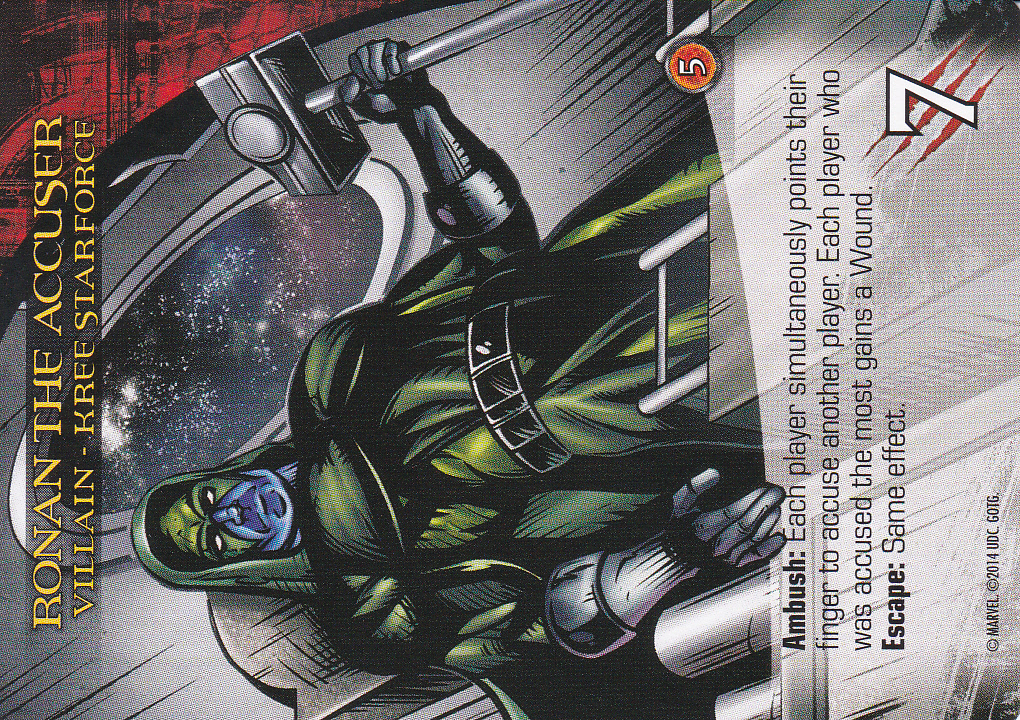 RONAN THE ACCUSER
VILLAIN - KREE STARFORCE
5
Ambush: Each player simultaneously points their
finger to accuse another player. Each player who
was accused the most gains a Wound.
Escape: Same effect.
7
© MARVEL. ©2014 UDC. GOTG.